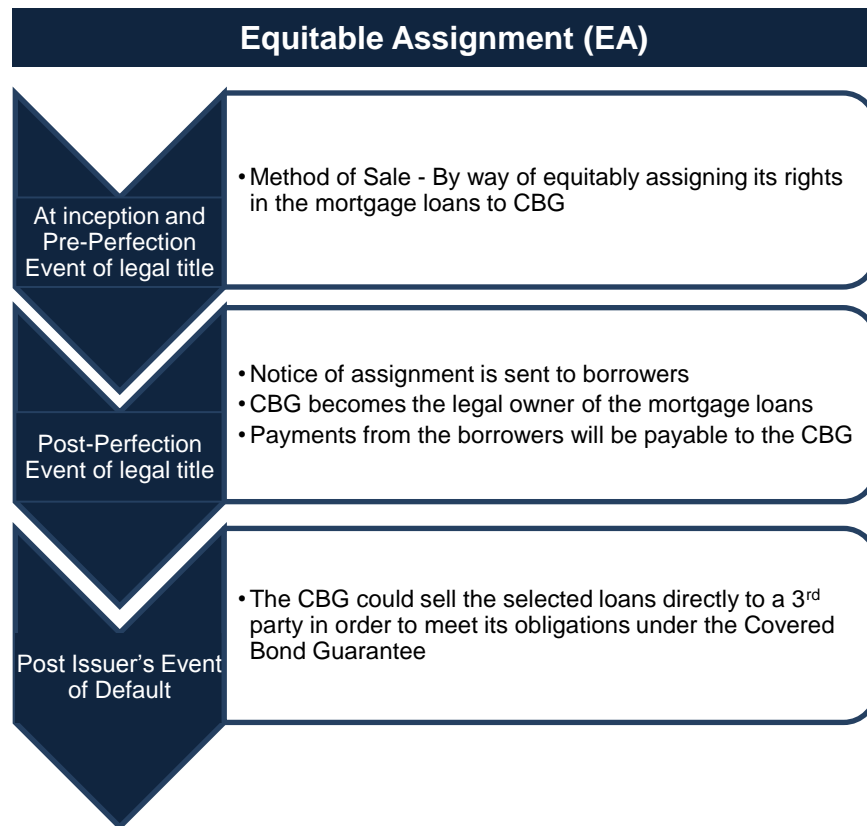 Equitable Assignment (EA)
At inception and
Pre-Perfection
Event of legal title
• Method of Sale - By way of equitably assigning its rights
in the mortgage loans to CBG
Post-Perfection
Event of legal title
• Notice of assignment is sent to borrowers
• CBG becomes the legal owner of the mortgage loans
• Payments from the borrowers will be payable to the CBG
Post Issuer’s Event
of Default
• The CBG could sell the selected loans directly to a 3rd
party in order to meet its obligations under the Covered
Bond Guarantee